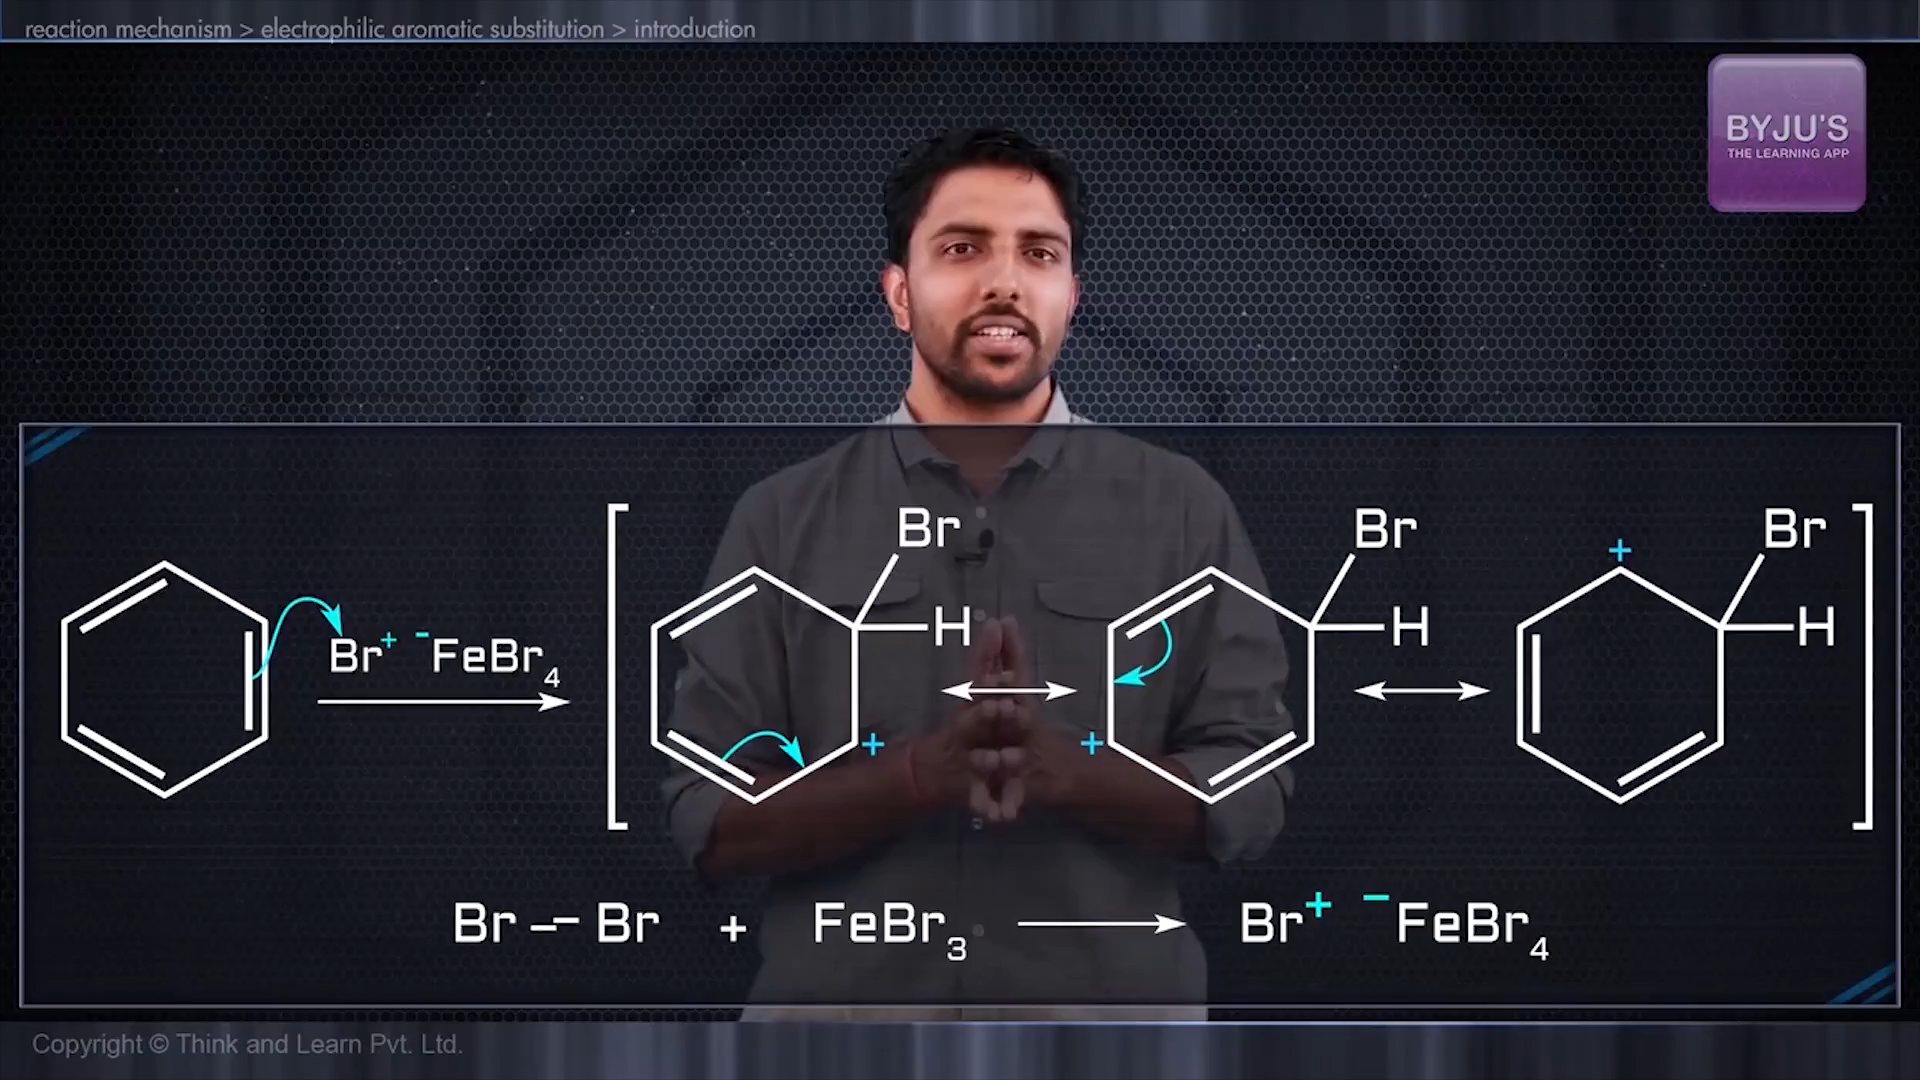 reaction mechanism > electrophilic aromatic substitution > introduction
BYJU'S
THE LEARNING APP
Br Br Br
+
H H H
Br⁺ ⁻FeBr₄
+ +
Br – Br + FeBr₃ → Br⁺ ⁻FeBr₄
Copyright © Think and Learn Pvt. Ltd.